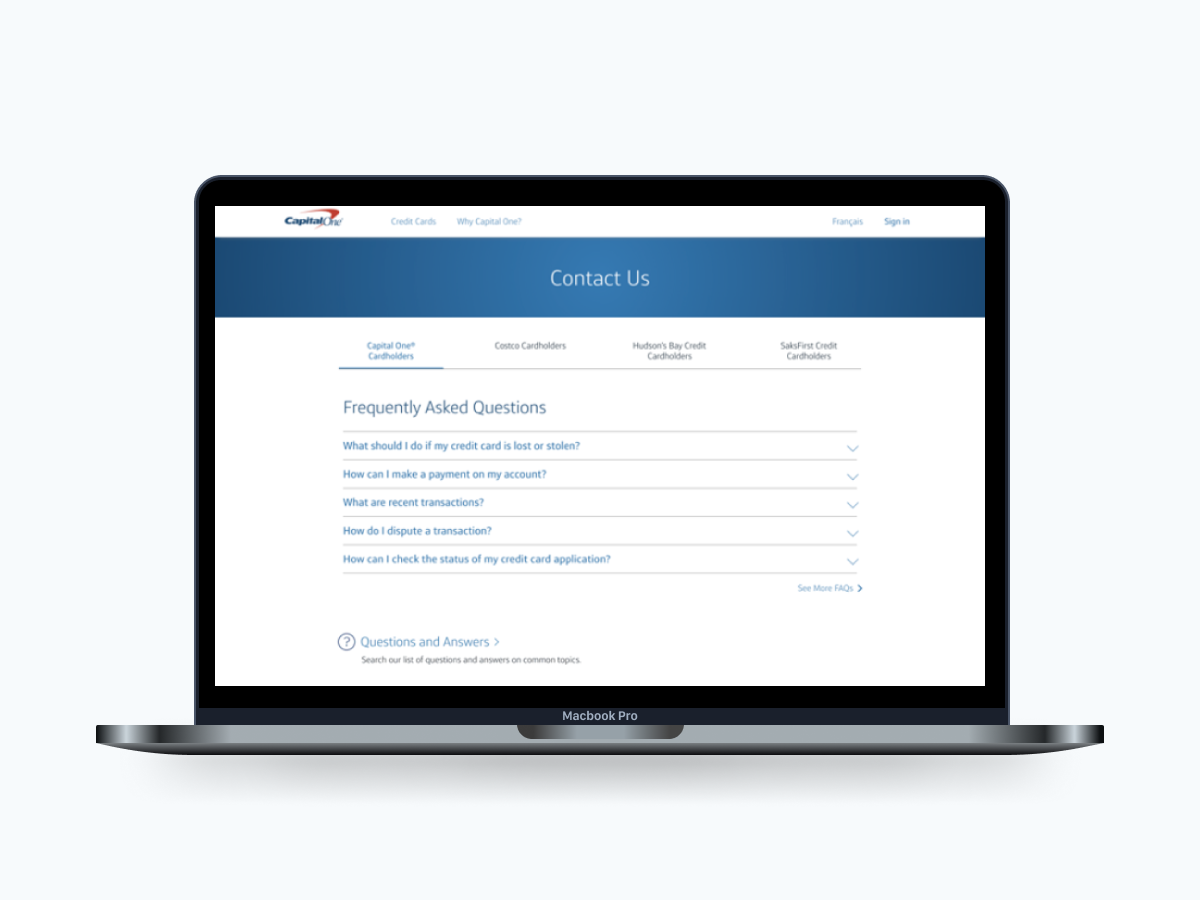 CapitalOne
Credit Cards
Why Capital One?
Français
Sign in
Contact Us
Capital One®
Cardholders
Costco Cardholders
Hudson's Bay Credit
Cardholders
SaksFirst Credit
Cardholders
Frequently Asked Questions
What should I do if my credit card is lost or stolen?
How can I make a payment on my account?
What are recent transactions?
How do I dispute a transaction?
How can I check the status of my credit card application?
See More FAQs
? Questions and Answers
Search our list of questions and answers on common topics.
Macbook Pro